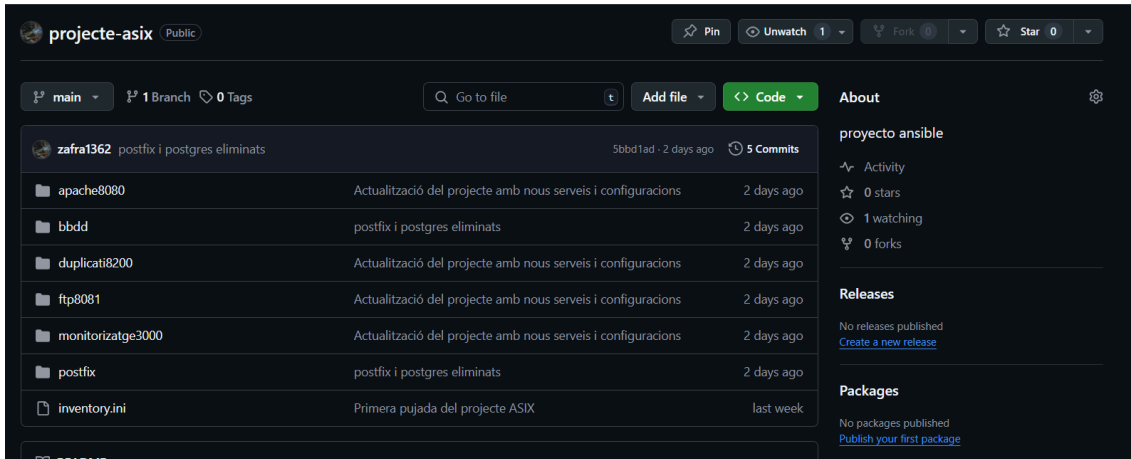 projecte-asix Public Pin Unwatch 1 Fork 0 Star 0
main 1 Branch 0 Tags Go to file t Add file Code
zafra1362 postfix i postgres eliminats 5bbd1ad · 2 days ago 5 Commits
apache8080 Actualització del projecte amb nous serveis i configuracions 2 days ago
bbdd postfix i postgres eliminats 2 days ago
duplicati8200 Actualització del projecte amb nous serveis i configuracions 2 days ago
ftp8081 Actualització del projecte amb nous serveis i configuracions 2 days ago
monitorizatge3000 Actualització del projecte amb nous serveis i configuracions 2 days ago
postfix postfix i postgres eliminats 2 days ago
inventory.ini Primera pujada del projecte ASIX last week
About
proyecto ansible
Activity
0 stars
1 watching
0 forks
Releases
No releases published
Create a new release
Packages
No packages published
Publish your first package